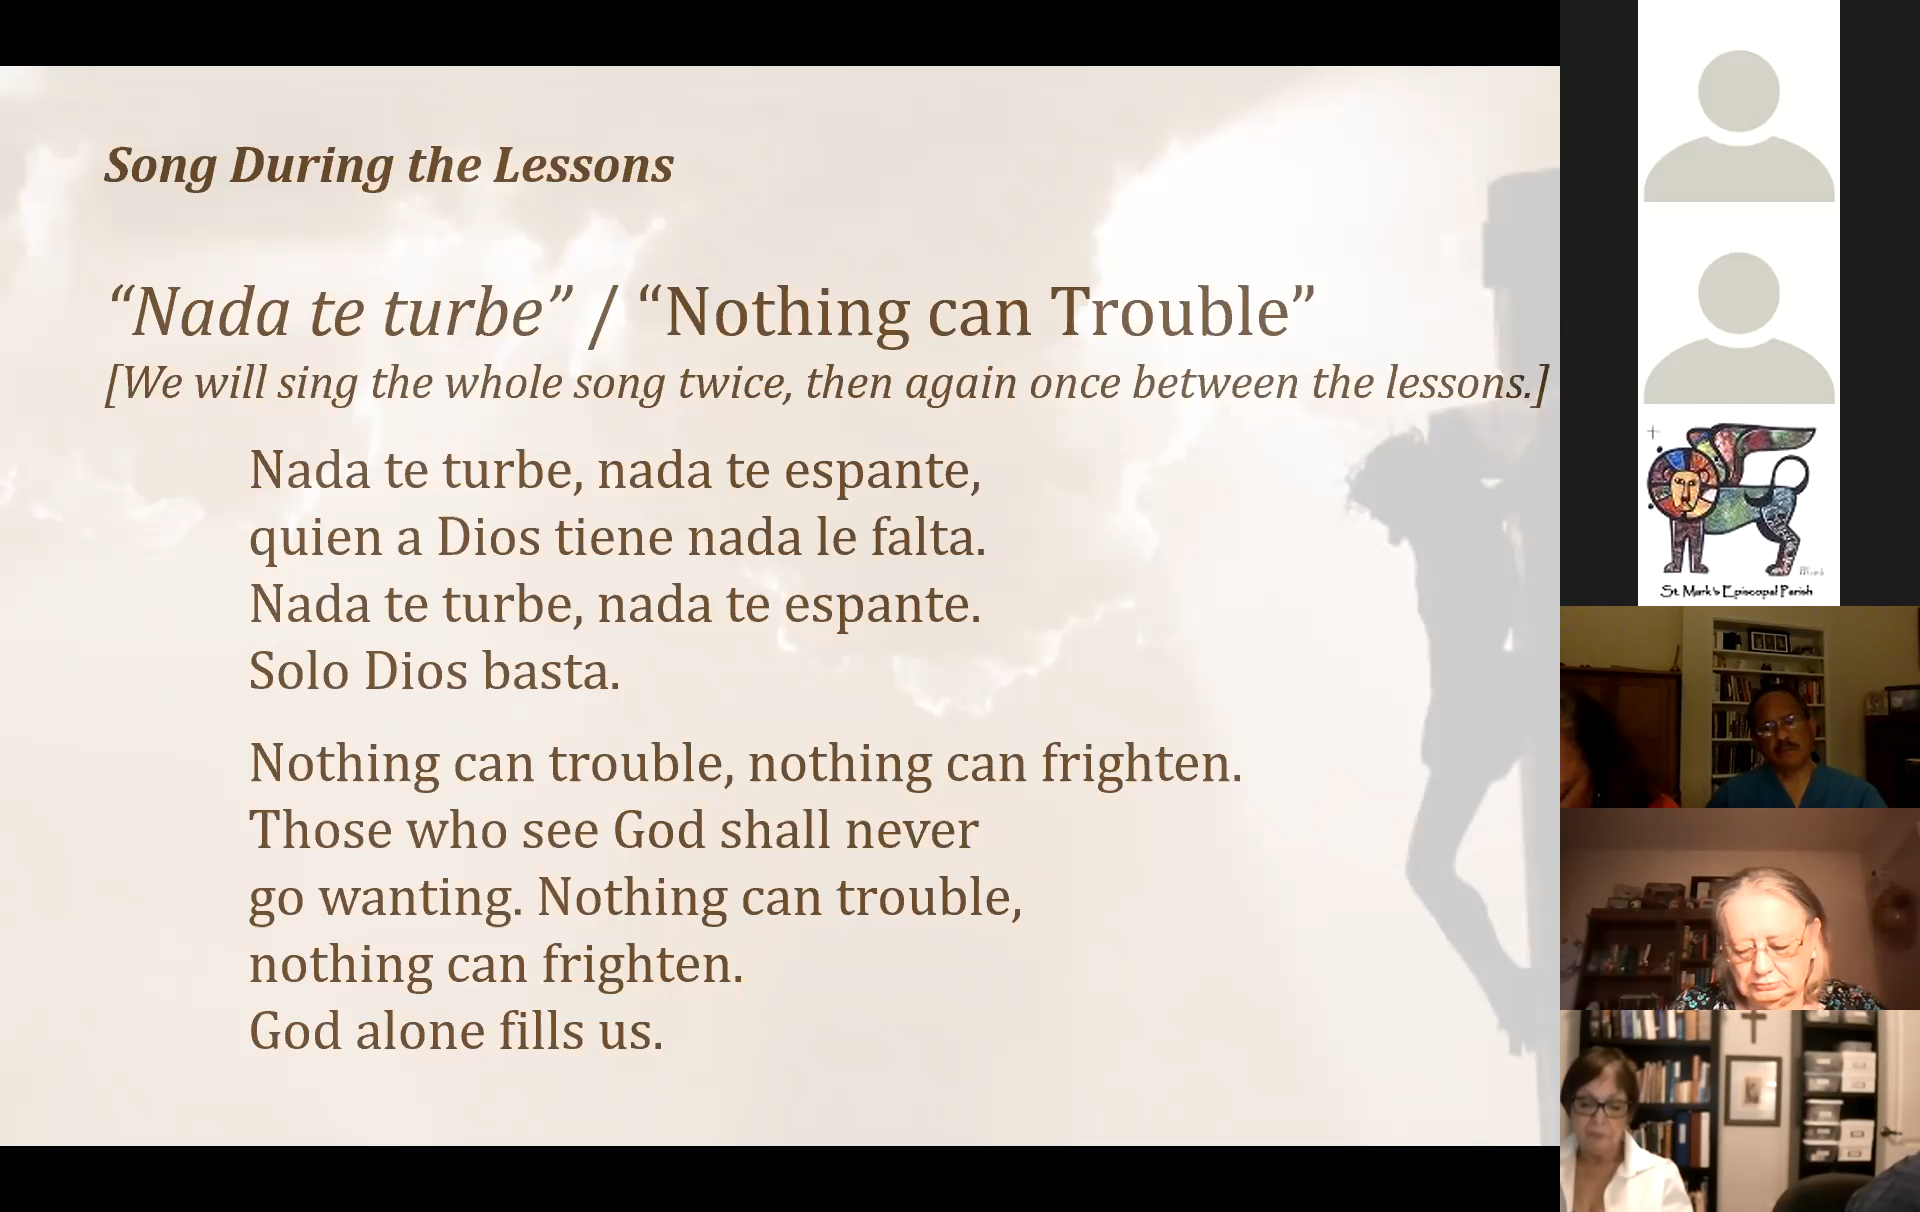 Song During the Lessons
“Nada te turbe” / “Nothing can Trouble”
[We will sing the whole song twice, then again once between the lessons.]
Nada te turbe, nada te espante,
quien a Dios tiene nada le falta.
Nada te turbe, nada te espante.
Solo Dios basta.
Nothing can trouble, nothing can frighten.
Those who see God shall never
go wanting. Nothing can trouble,
nothing can frighten.
God alone fills us.
St. Mark's Episcopal Parish